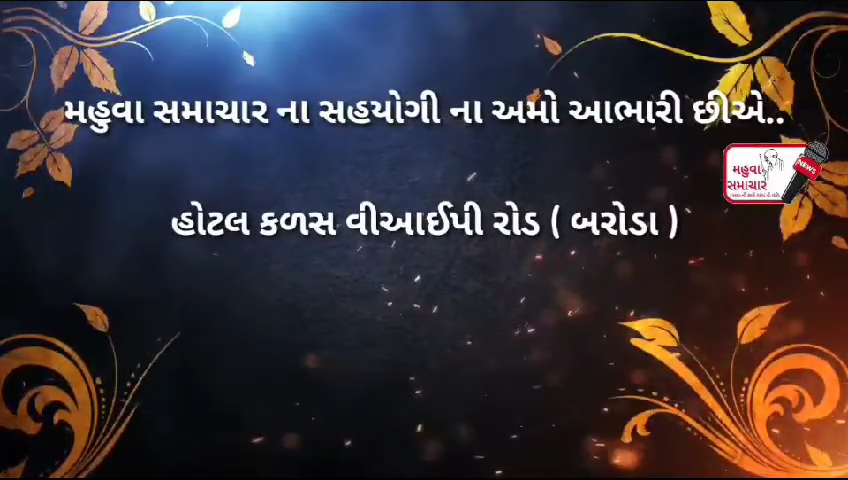 મહુવા સમાચાર ના સહયોગી ના અમો આભારી છીએ..
મહુવા
સમાચાર
NEWS
હોટલ કળસ વીઆઈપી રોડ ( બરોડા )